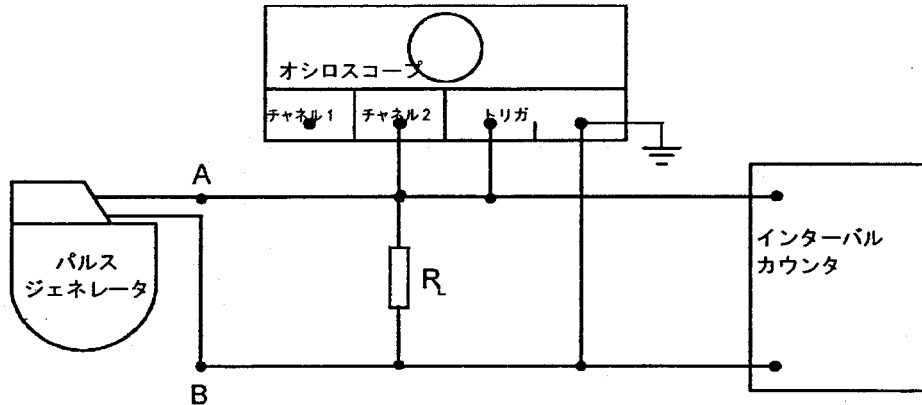 オシロスコープ
チャネル1 チャネル2 トリガ
A
パルス
ジェネレータ
RL
インターバル
カウンタ
B